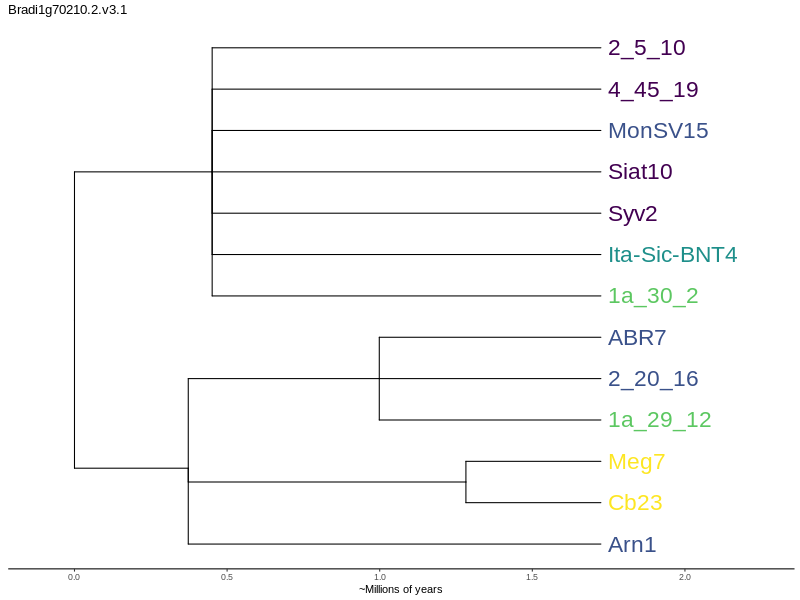 Bradi1g70210.2.v3.1
2_5_10
4_45_19
MonSV15
Siat10
Syv2
Ita-Sic-BNT4
1a_30_2
ABR7
2_20_16
1a_29_12
Meg7
Cb23
Arn1
0.0 0.5 1.0 1.5 2.0
~Millions of years